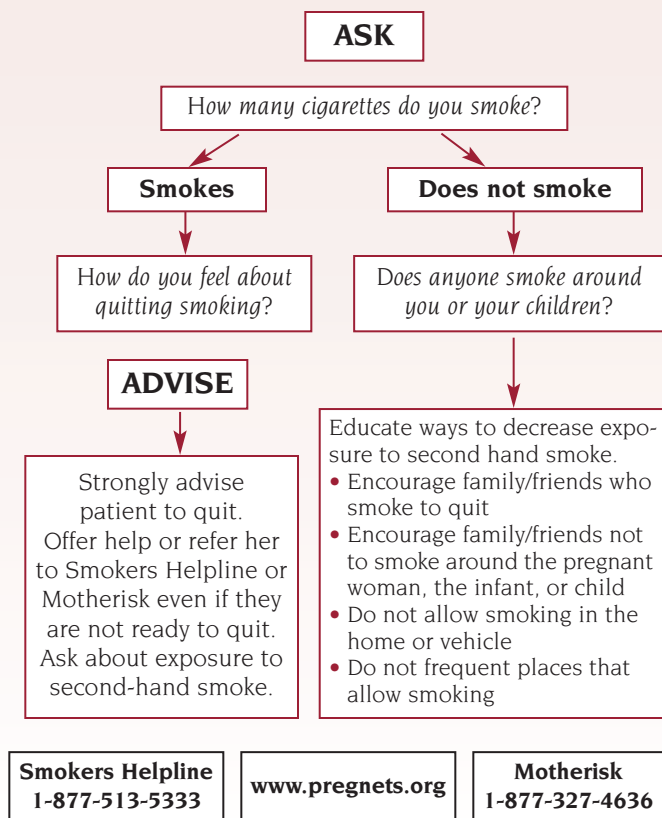 ASK
How many cigarettes do you smoke?
Smokes
Does not smoke
How do you feel about
quitting smoking?
Does anyone smoke around
you or your children?
ADVISE
Strongly advise
patient to quit.
Offer help or refer her
to Smokers Helpline or
Motherisk even if they
are not ready to quit.
Ask about exposure to
second-hand smoke.
Educate ways to decrease expo-
sure to second hand smoke.
• Encourage family/friends who
smoke to quit
• Encourage family/friends not
to smoke around the pregnant
woman, the infant, or child
• Do not allow smoking in the
home or vehicle
• Do not frequent places that
allow smoking
Smokers Helpline
1-877-513-5333
www.pregnets.org
Motherisk
1-877-327-4636